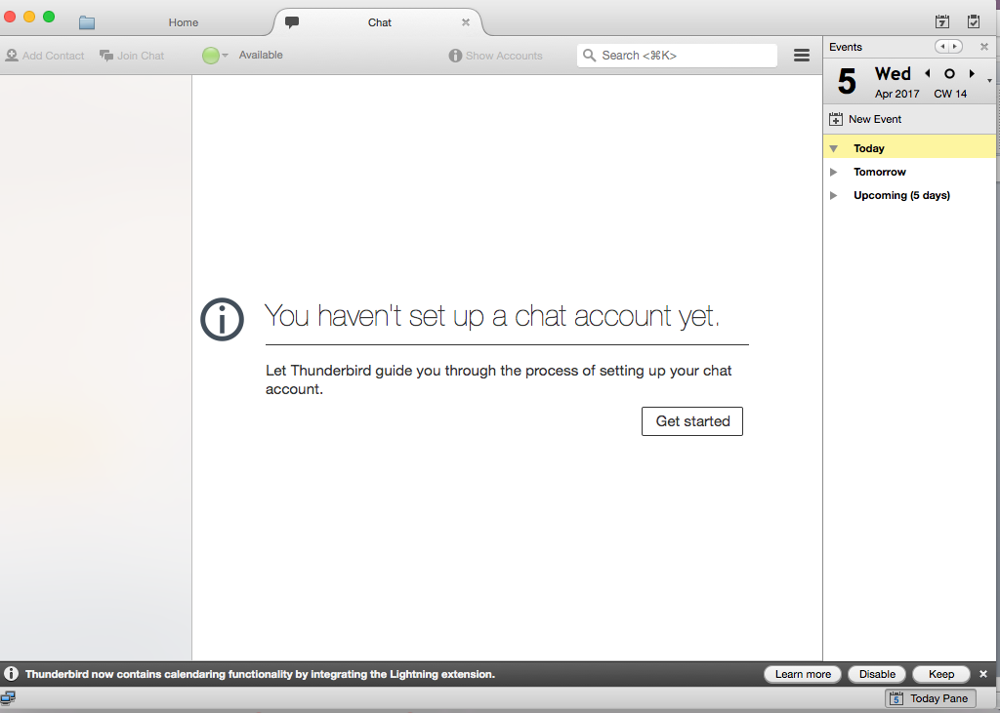 Home
Chat
7
Add Contact
Join Chat
Available
Show Accounts
Search <⌘K>
Events
5
Wed
Apr 2017 CW 14
New Event
Today
Tomorrow
Upcoming (5 days)
You haven't set up a chat account yet.
Let Thunderbird guide you through the process of setting up your chat
account.
Get started
Thunderbird now contains calendaring functionality by integrating the Lightning extension.
Learn more
Disable
Keep
5
Today Pane